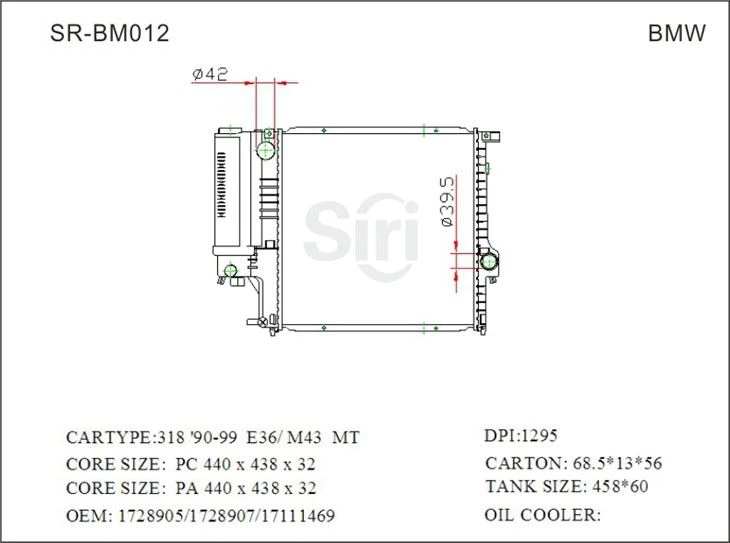 SR-BM012
BMW
Ø42
Ø39.5
Siri
CARTYPE:318 '90-99 E36/ M43 MT
CORE SIZE: PC 440 x 438 x 32
CORE SIZE: PA 440 x 438 x 32
OEM: 1728905/1728907/17111469
DPI:1295
CARTON: 68.5*13*56
TANK SIZE: 458*60
OIL COOLER: